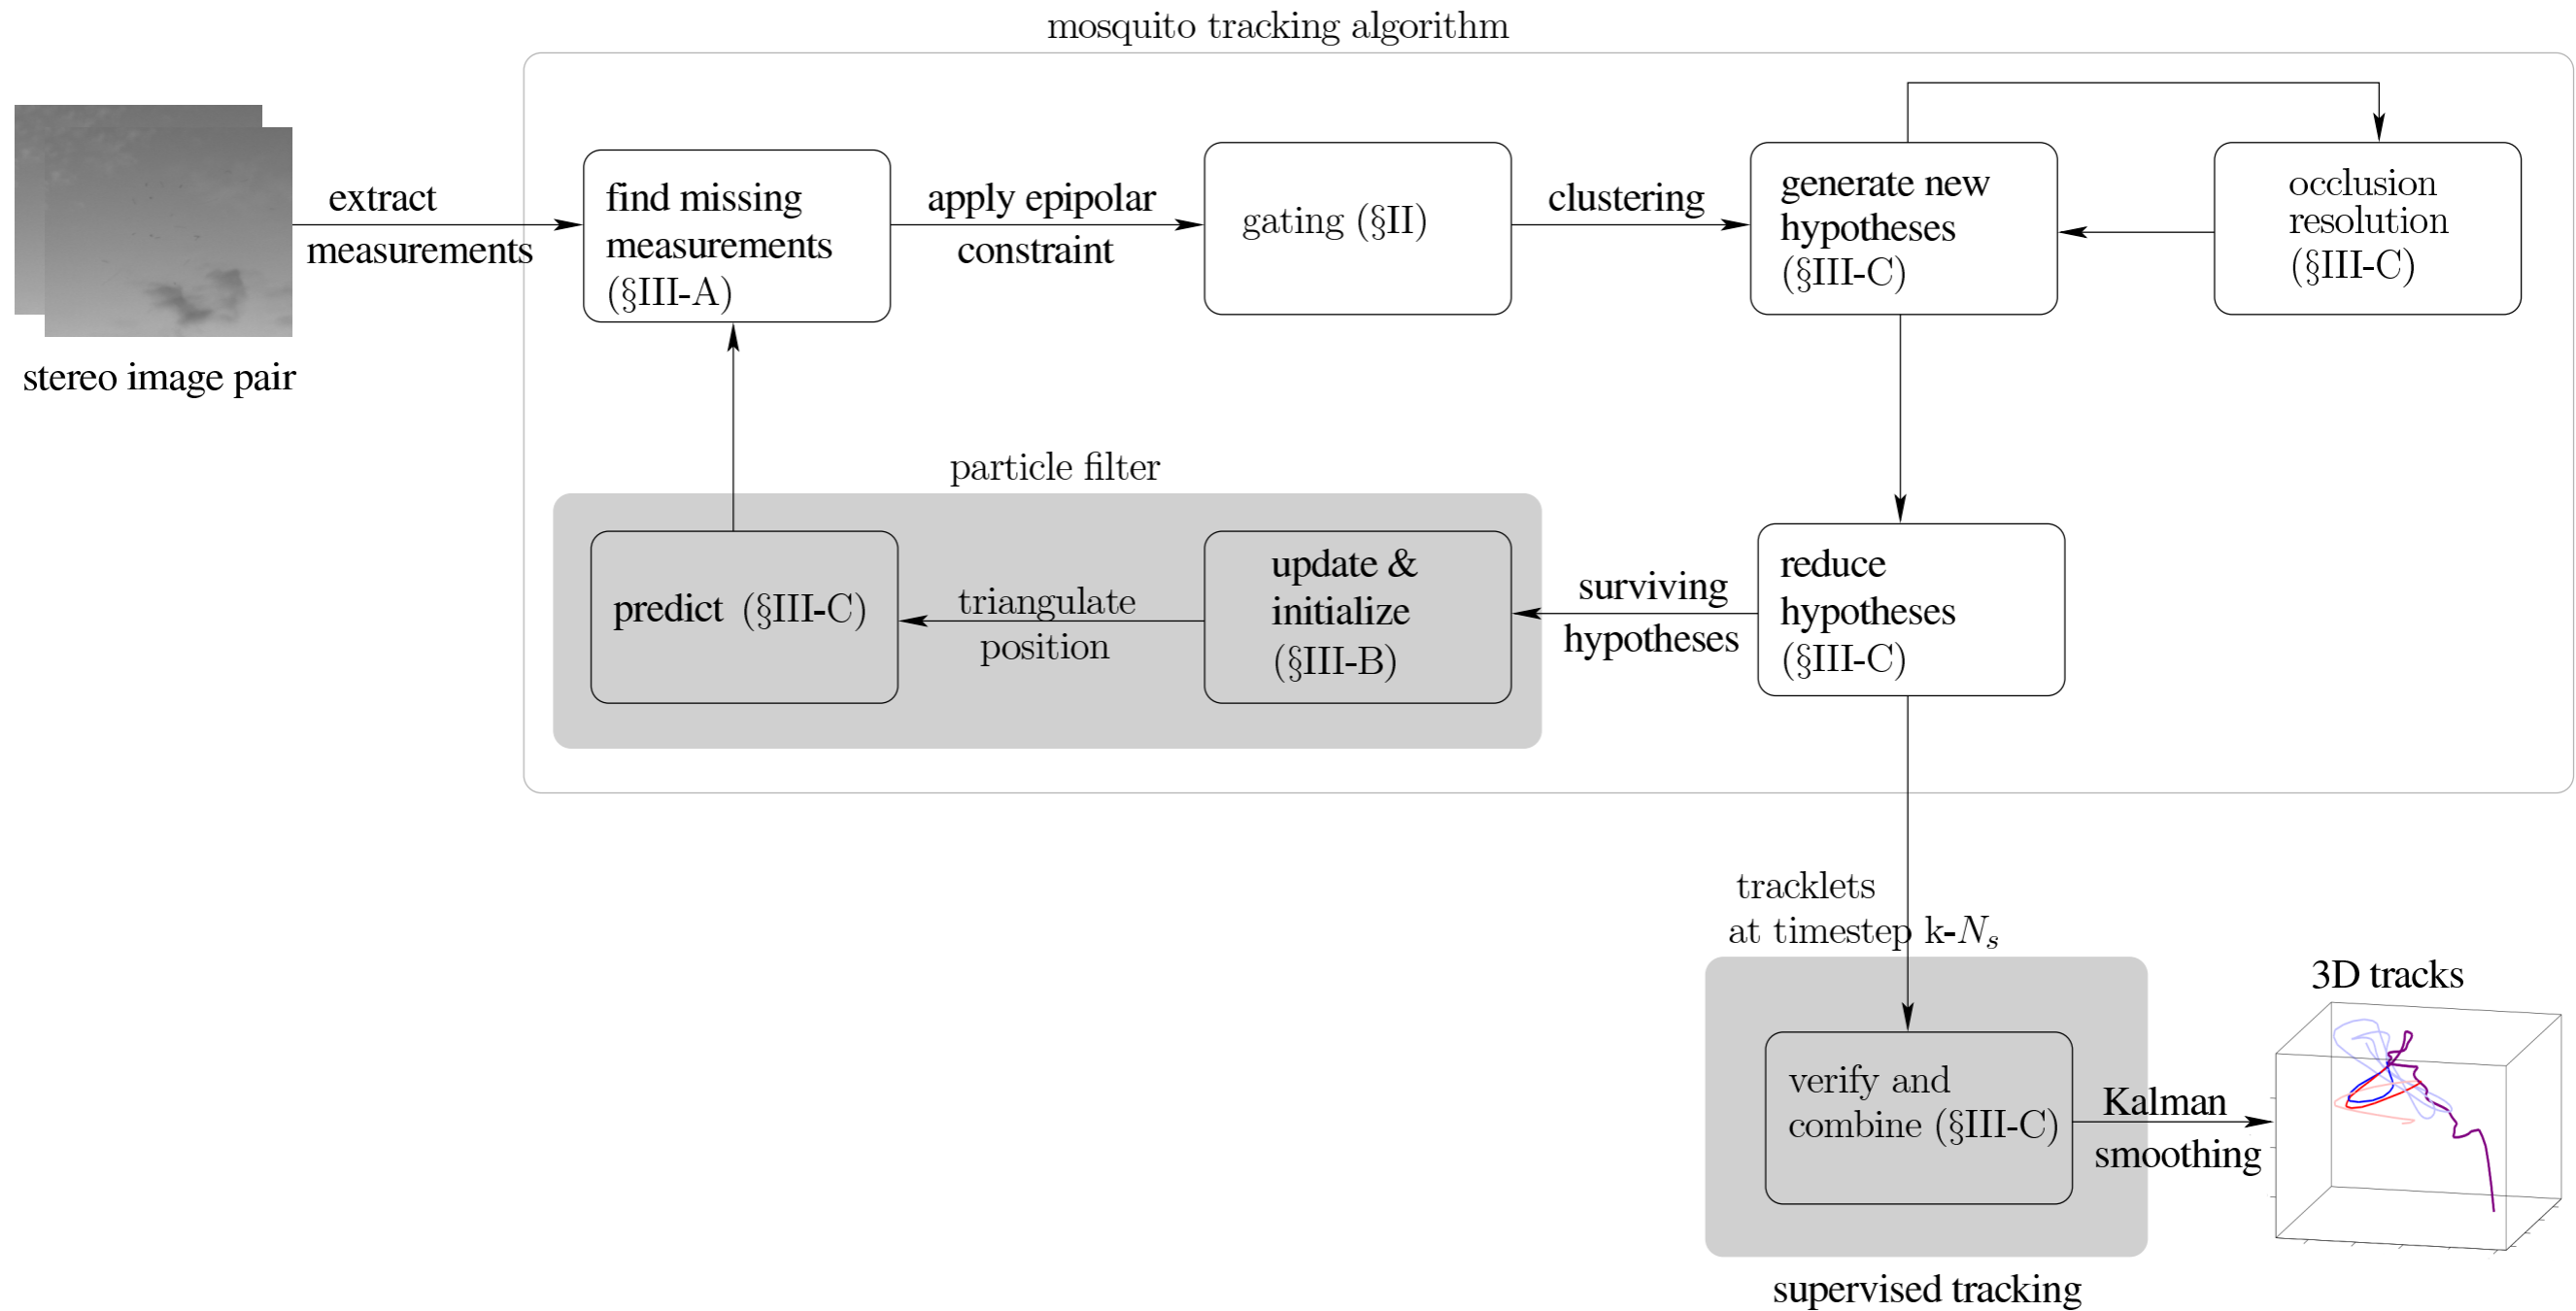 mosquito tracking algorithm
stereo image pair
extract
measurements
find missing
measurements
(§III-A)
apply epipolar
constraint
gating (§II)
clustering
generate new
hypotheses
(§III-C)
occlusion
resolution
(§III-C)
particle filter
predict (§III-C)
triangulate
position
update &
initialize
(§III-B)
surviving
hypotheses
reduce
hypotheses
(§III-C)
tracklets
at timestep k-Nₛ
verify and
combine (§III-C)
supervised tracking
Kalman
smoothing
3D tracks